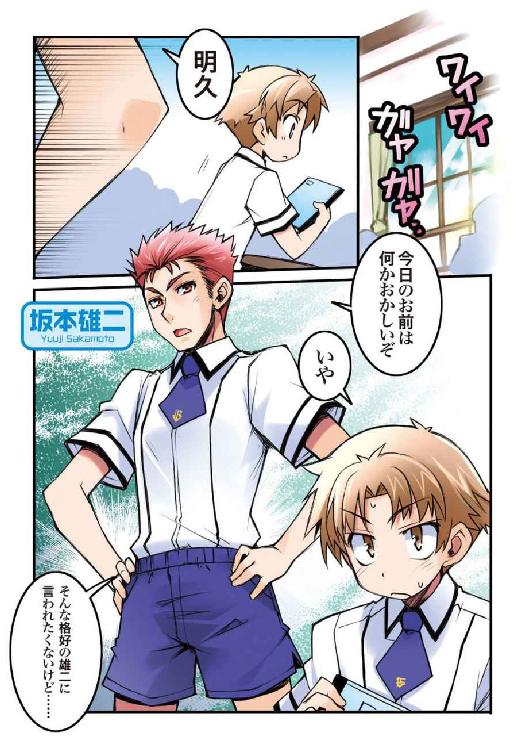 ワイワイ
ガヤガヤ
明久
今日のお前は
何かおかしいぞ
坂本雄二
Yuuji Sakamoto
いや
そんな格好の雄二に
言われたくないけど……